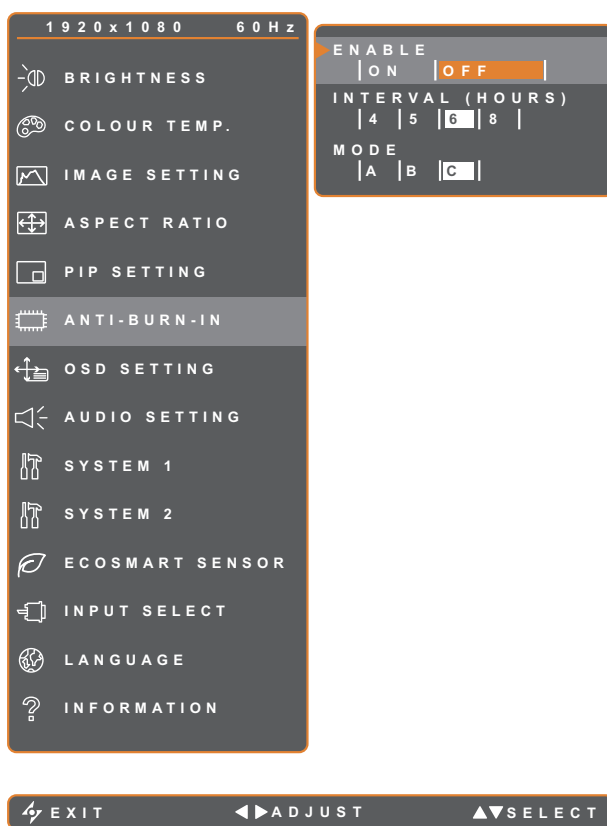 1920x1080 60Hz
BRIGHTNESS
COLOUR TEMP.
IMAGE SETTING
ASPECT RATIO
PIP SETTING
ANTI-BURN-IN
OSD SETTING
AUDIO SETTING
SYSTEM 1
SYSTEM 2
ECOSMART SENSOR
INPUT SELECT
LANGUAGE
INFORMATION
ENABLE
ON OFF
INTERVAL (HOURS)
4 5 6 8
MODE
A B C
EXIT ADJUST SELECT